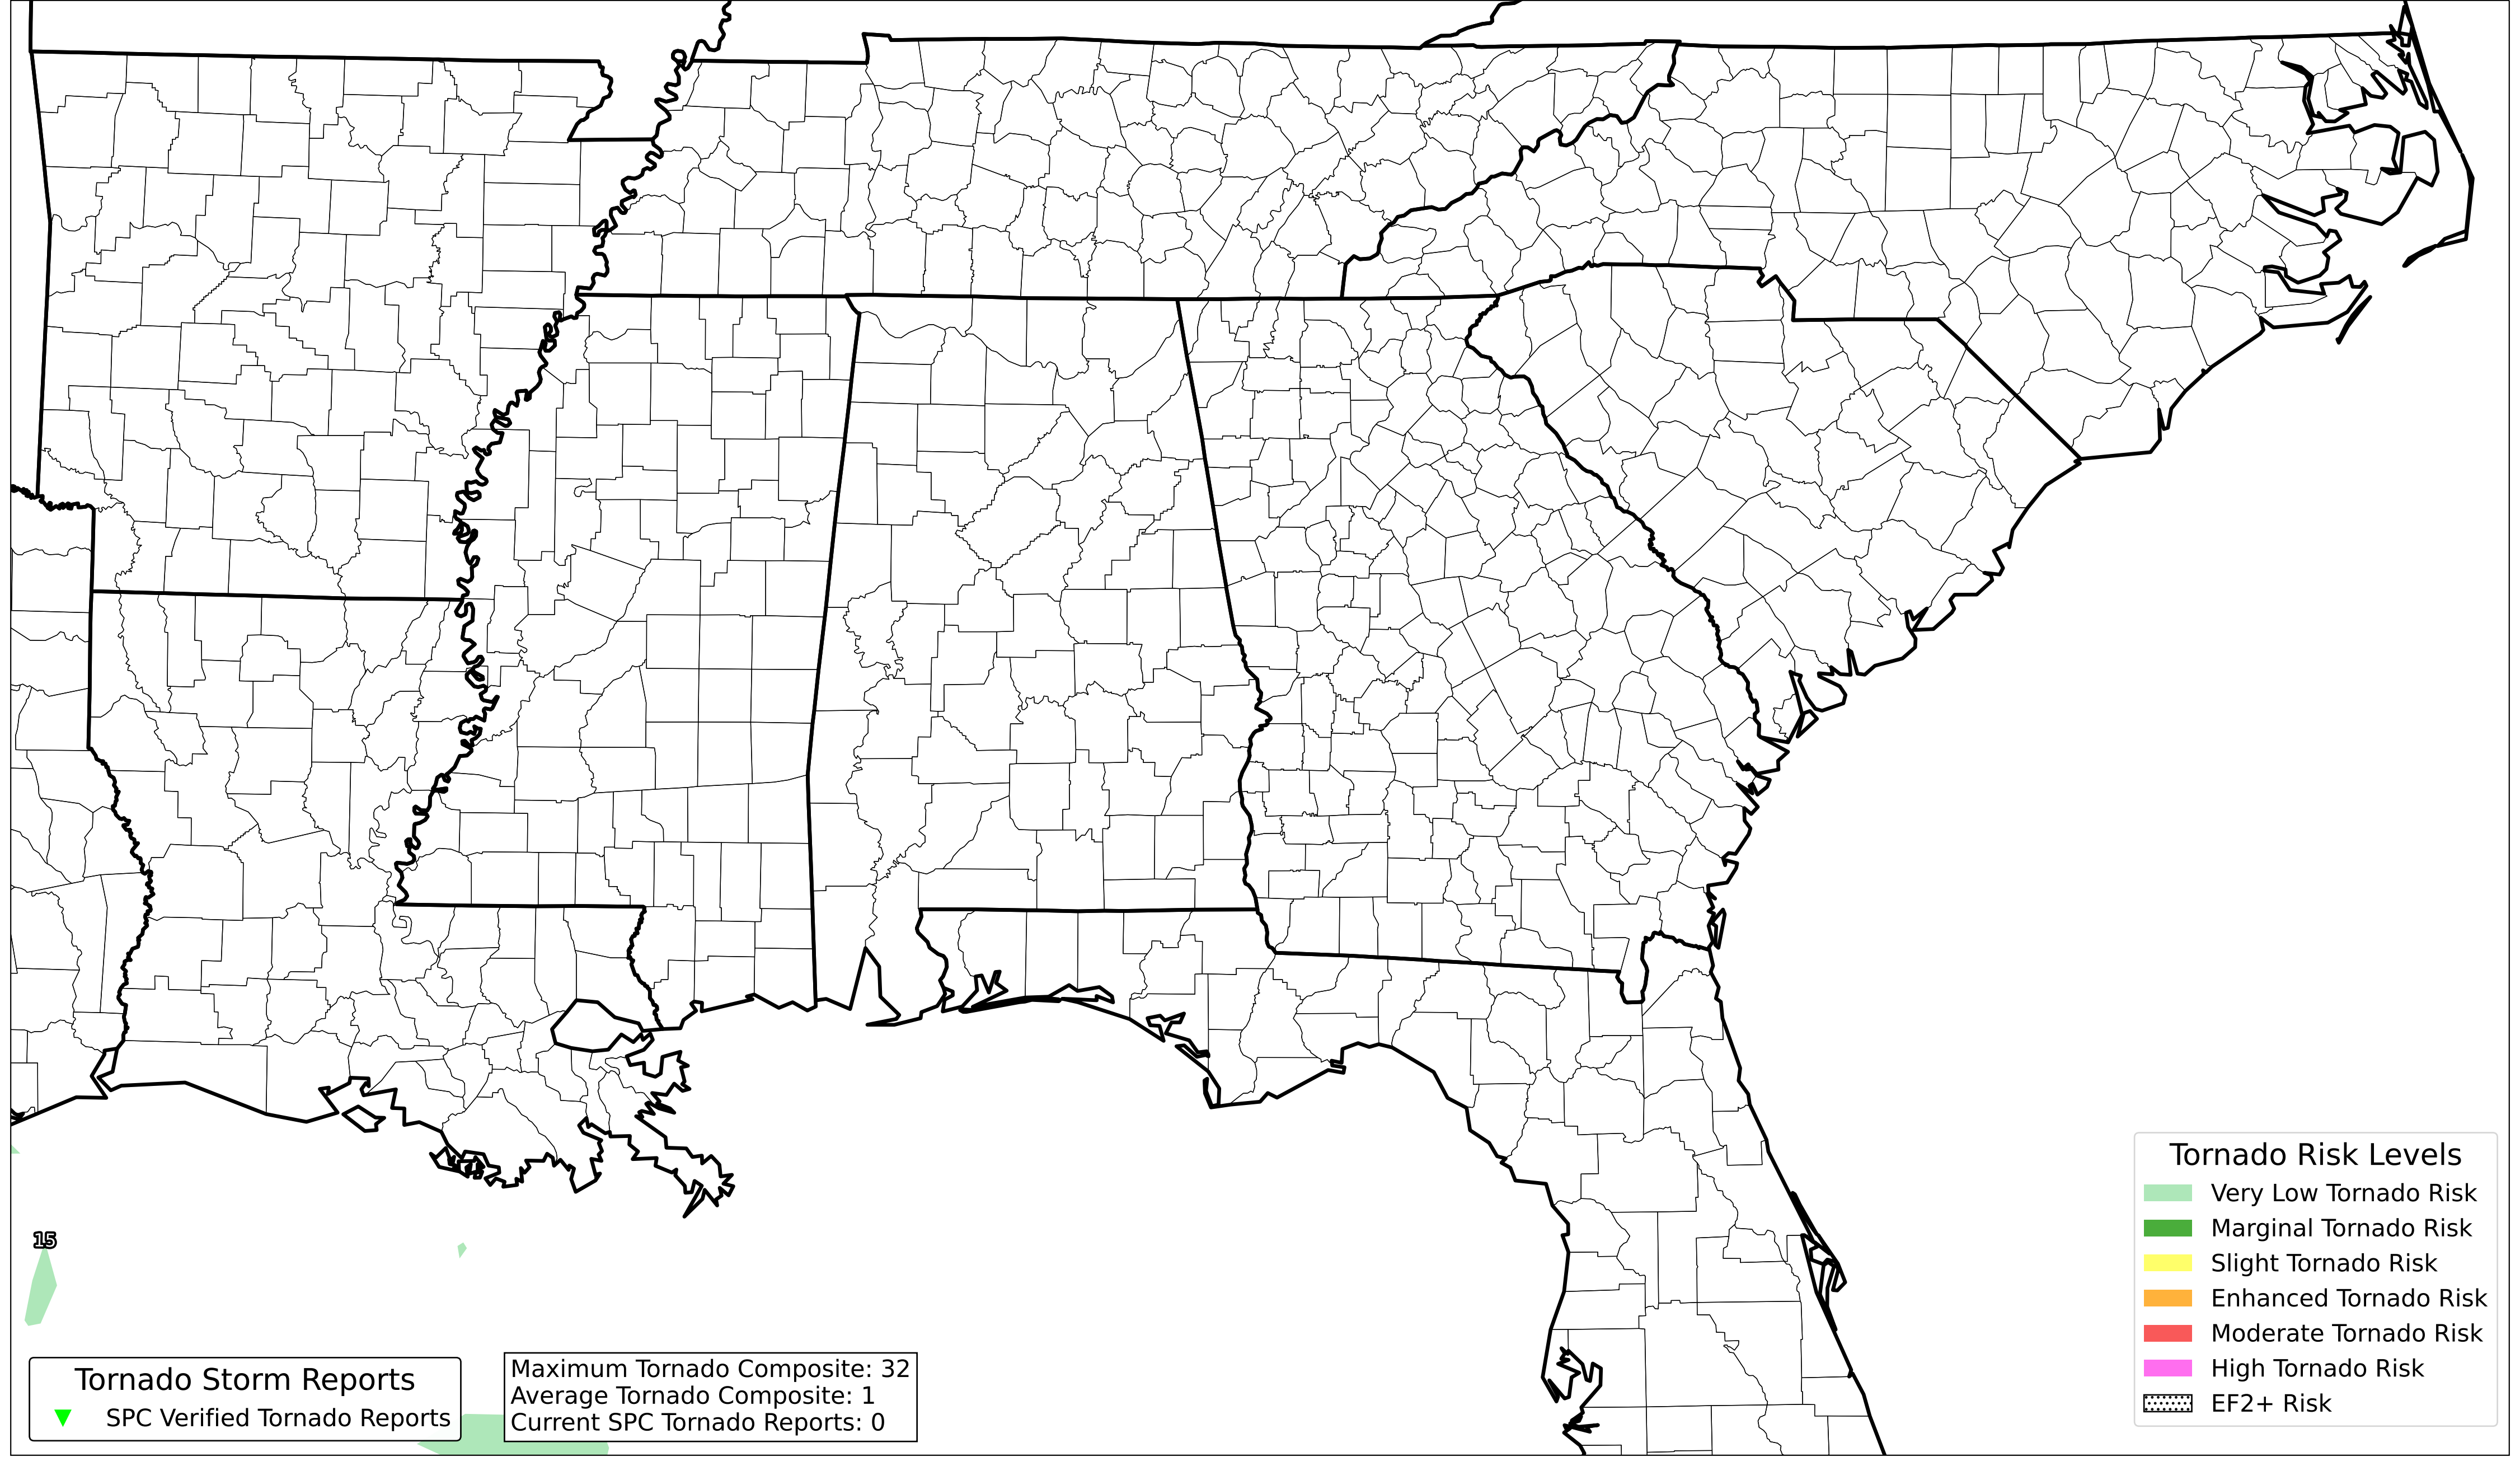 15
Tornado Storm Reports
SPC Verified Tornado Reports
Maximum Tornado Composite: 32
Average Tornado Composite: 1
Current SPC Tornado Reports: 0
Tornado Risk Levels
Very Low Tornado Risk
Marginal Tornado Risk
Slight Tornado Risk
Enhanced Tornado Risk
Moderate Tornado Risk
High Tornado Risk
EF2+ Risk